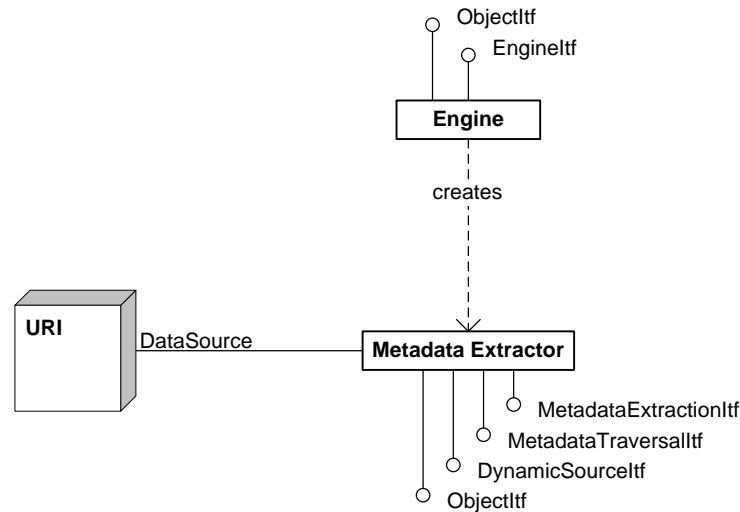 ObjectItf
EngineItf
Engine
creates
URI
DataSource
Metadata Extractor
MetadataExtractionItf
MetadataTraversalItf
DynamicSourceItf
ObjectItf